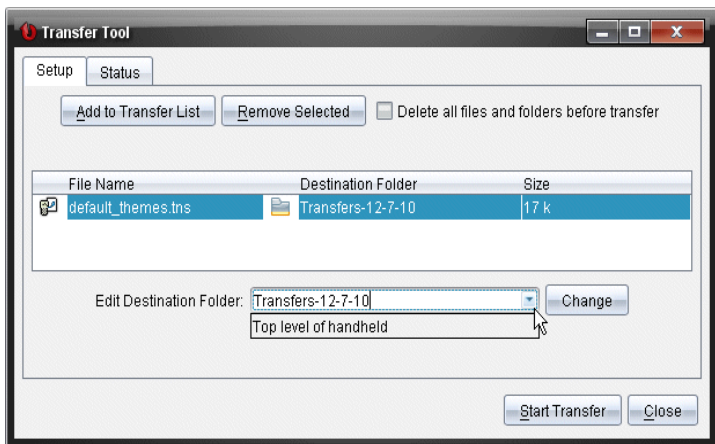 Transfer Tool
Setup Status
Add to Transfer List Remove Selected Delete all files and folders before transfer
File Name Destination Folder Size
default_themes.tns Transfers-12-7-10 17 k
Edit Destination Folder: Transfers-12-7-10 Change
Top level of handheld
Start Transfer Close